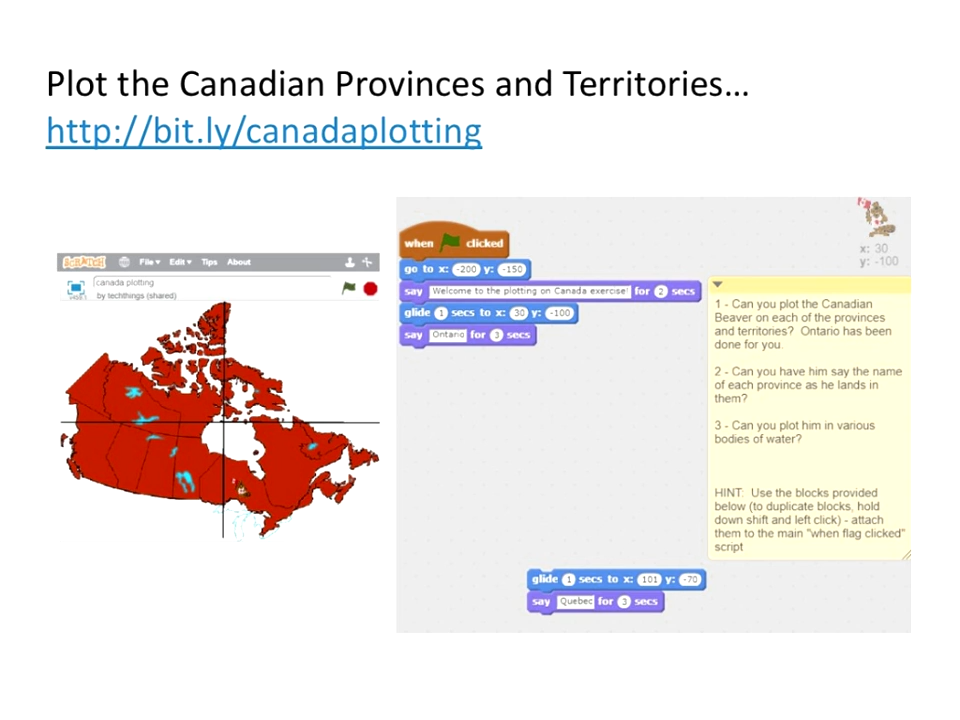 Plot the Canadian Provinces and Territories…
http://bit.ly/canadaplotting
SCRATCH File▾ Edit▾ Tips About
canada plotting
by techthings (shared)
when clicked
go to x: -200 y: -150
say Welcome to the plotting on Canada exercise! for 2 secs
glide 1 secs to x: 30 y: -100
say Ontario for 3 secs
x: 30
y: -100
1 - Can you plot the Canadian
Beaver on each of the provinces
and territories? Ontario has been
done for you.
2 - Can you have him say the name
of each province as he lands in
them?
3 - Can you plot him in various
bodies of water?
HINT: Use the blocks provided
below (to duplicate blocks, hold
down shift and left click) - attach
them to the main "when flag clicked"
script
glide 1 secs to x: 101 y: -70
say Quebec for 3 secs